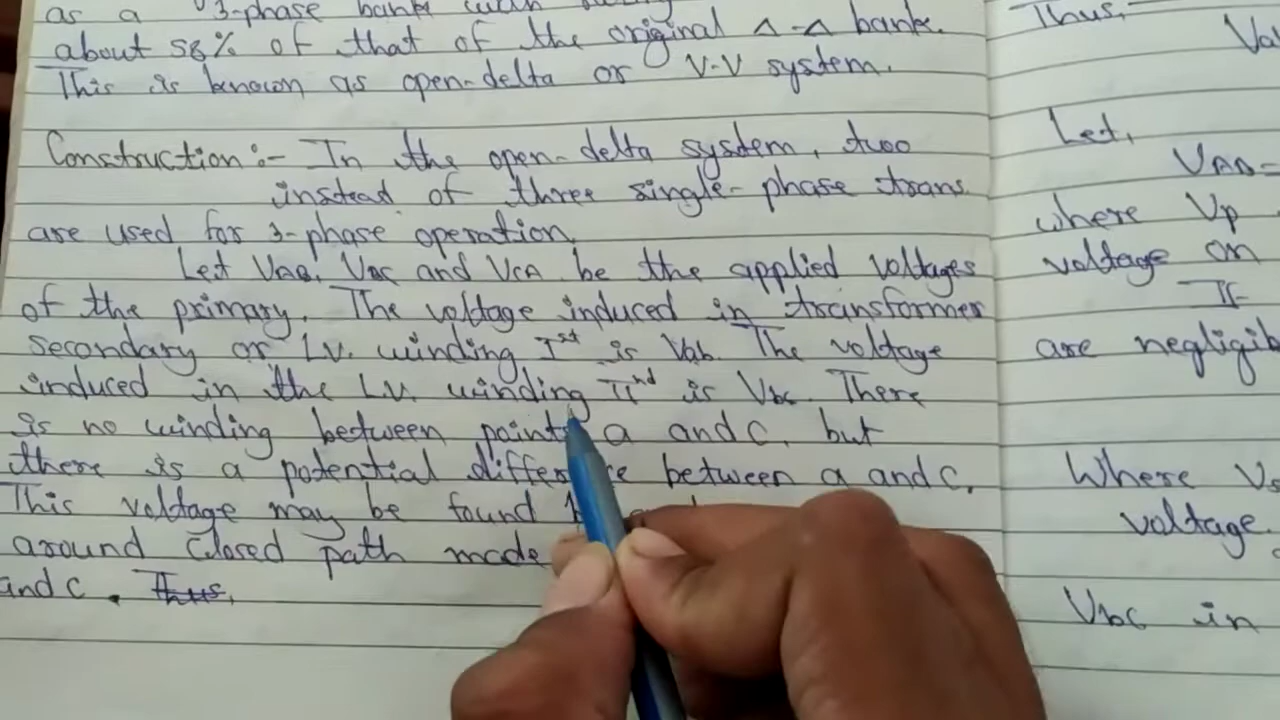 as a 3-phase bank with
about 58% of that of the original Δ-Δ bank.
This is known as open-delta or V-V system.
Construction:- In the open-delta system, two
instead of three single-phase trans
are used for 3-phase operation.
Let VAB, VBC and VCA be the applied voltages
of the primary. The voltage induced in transformer
secondary or L.V. winding Ist is Vab. The voltage
induced in the L.V. winding IInd is Vbc. There
is no winding between points a and c, but
there is a potential difference between a and c.
This voltage may be found
around closed path made
and c.
Thus,
Let,
VAB=
where Vp
voltage on
If
are negligib
Where Vs
voltage.
Vbc in